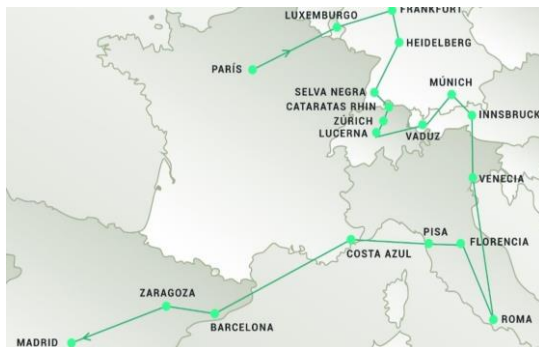 FRANKFURT
LUXEMBURGO
HEIDELBERG
PARÍS
MÚNICH
SELVA NEGRA
CATARATAS RHIN
INNSBRUCK
ZÚRICH
LUCERNA
VADUZ
VENECIA
PISA
FLORENCIA
COSTA AZUL
ZARAGOZA
ROMA
BARCELONA
MADRID